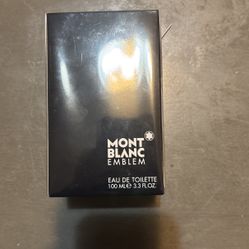 MONT
BLANC
EMBLEM
EAU DE TOILETTE
100 ML℮ 3.3 FL.OZ.